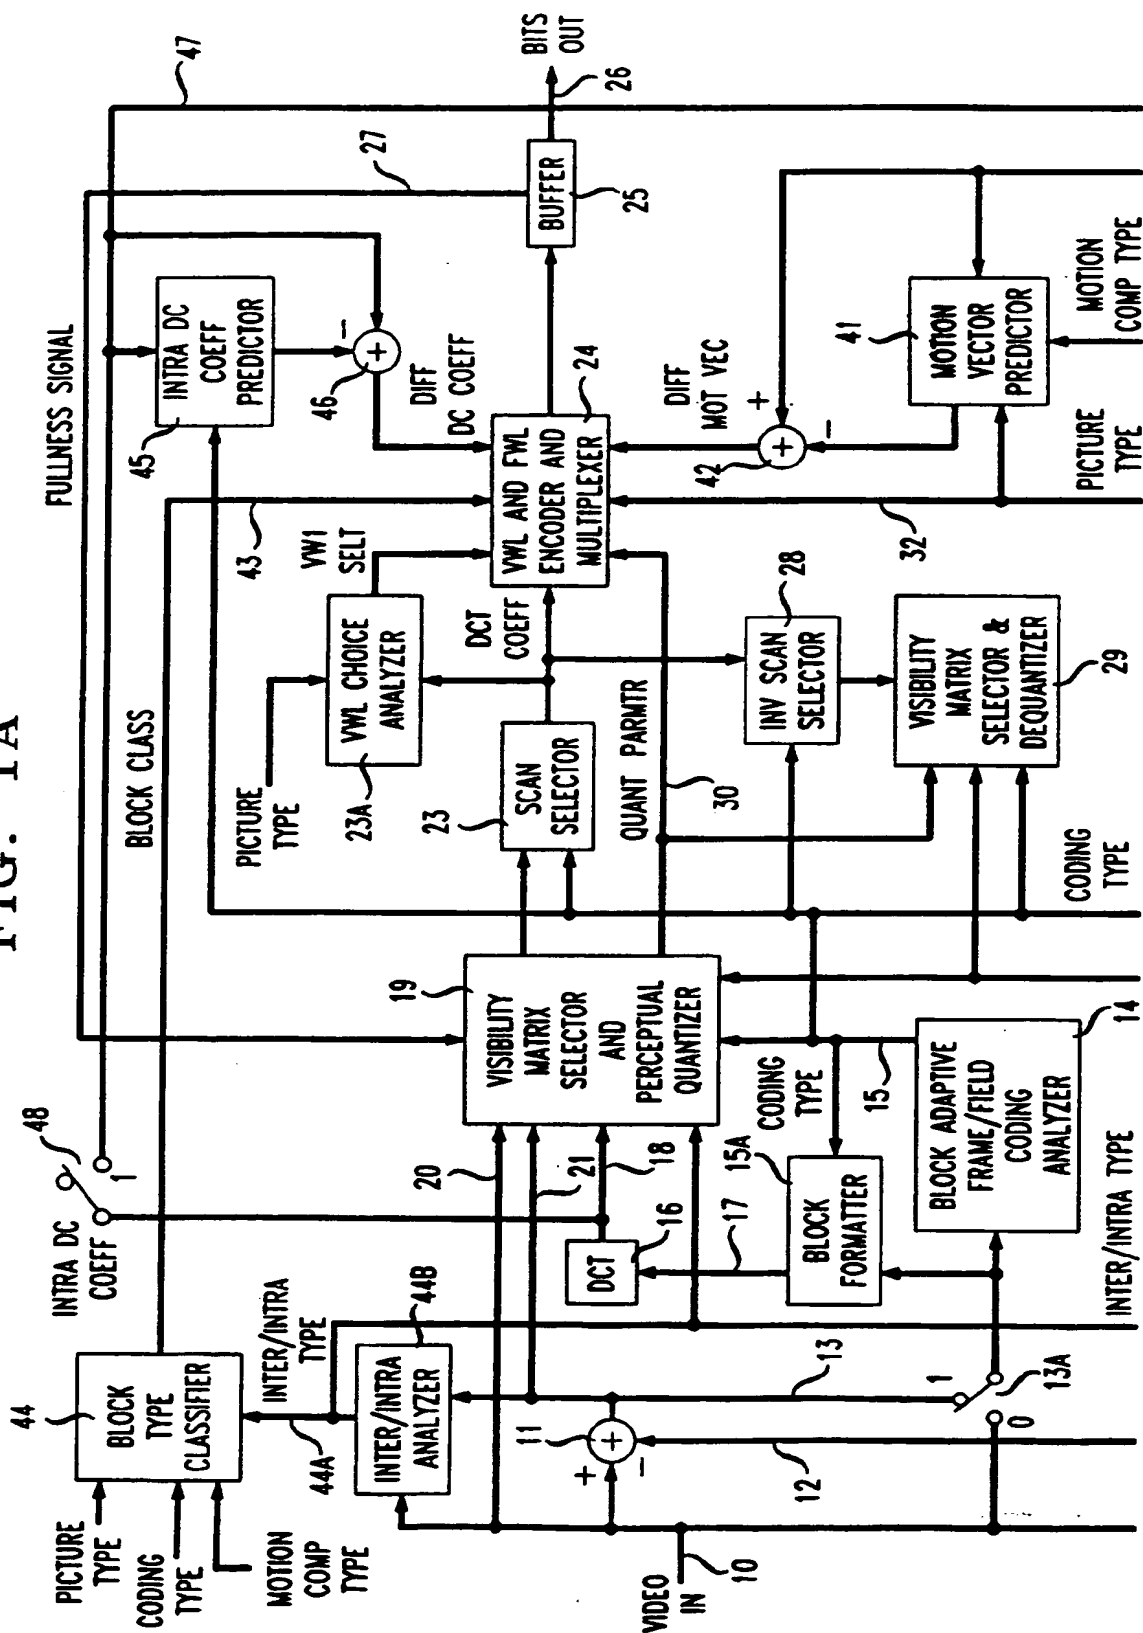 FIG. 1A
FULLNESS SIGNAL
47
27
INTRA DC
COEFF
48
1
BLOCK CLASS
45
INTRA DC
COEFF
PREDICTOR
–
+
46
DIFF
DC COEFF
43
44
BLOCK
TYPE
CLASSIFIER
PICTURE
TYPE
CODING
TYPE
MOTION
COMP
TYPE
44A
INTER/INTRA
TYPE
INTER/INTRA
ANALYZER
44B
PICTURE
TYPE
23A
VWL CHOICE
ANALYZER
VW1
SELT
20
21
18
19
VISIBILITY
MATRIX
SELECTOR
AND
PERCEPTUAL
QUANTIZER
23
SCAN
SELECTOR
DCT
COEFF
VWL AND FWL
ENCODER AND
MULTIPLEXER
24
BUFFER
25
26
BITS
OUT
DCT
16
11
+
+
–
QUANT PARMTR
30
DIFF
MOT VEC
VIDEO
IN
10
12
13
17
15A
BLOCK
FORMATTER
CODING
TYPE
15
INV SCAN
SELECTOR
28
42
+
+
–
32
0
1
13A
BLOCK ADAPTIVE
FRAME/FIELD
CODING
ANALYZER
14
VISIBILITY
MATRIX
SELECTOR &
DEQUANTIZER
29
41
MOTION
VECTOR
PREDICTOR
INTER/INTRA TYPE
CODING
TYPE
PICTURE
TYPE
MOTION
COMP TYPE